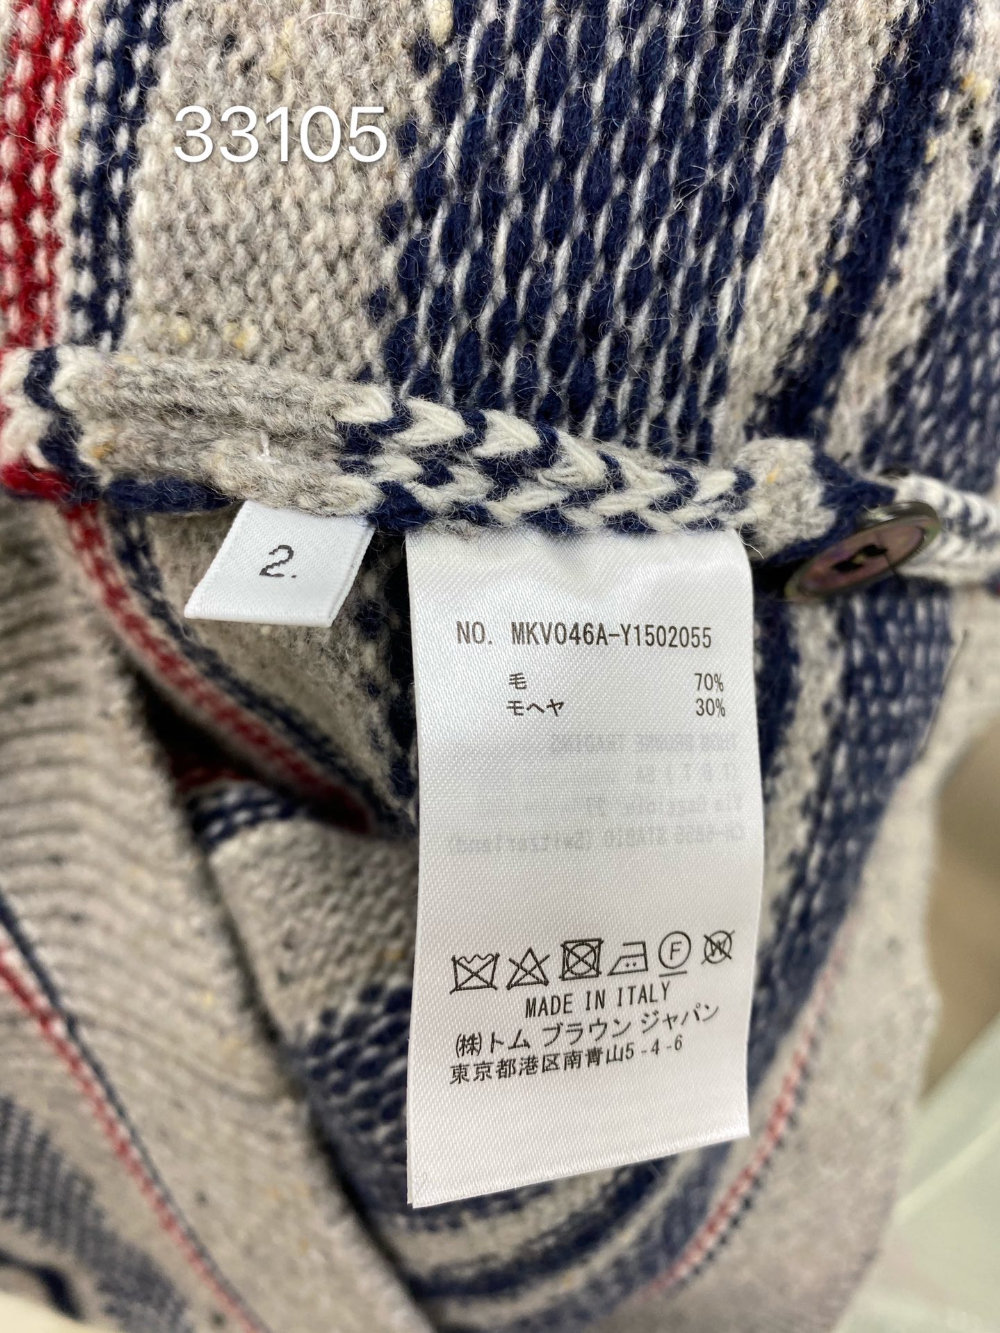 33105
2.
NO. MKV046A-Y1502055
毛 70%
モヘヤ 30%
F
W
MADE IN ITALY
(株)トム ブラウン ジャパン
東京都港区南青山5-4-6